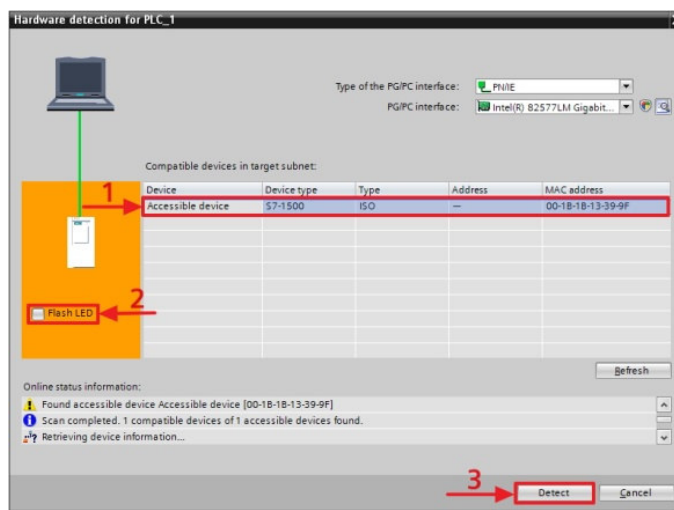 Hardware detection for PLC_1
Type of the PG/PC interface: PN/IE
PG/PC interface: Intel(R) 82577LM Gigabit...
Compatible devices in target subnet:
1
Device Device type Type Address MAC address
Accessible device S7-1500 ISO — 00-1B-1B-13-39-9F
2
Flash LED
Refresh
Online status information:
Found accessible device Accessible device [00-1B-1B-13-39-9F]
Scan completed. 1 compatible devices of 1 accessible devices found.
Retrieving device information...
3
Detect Cancel